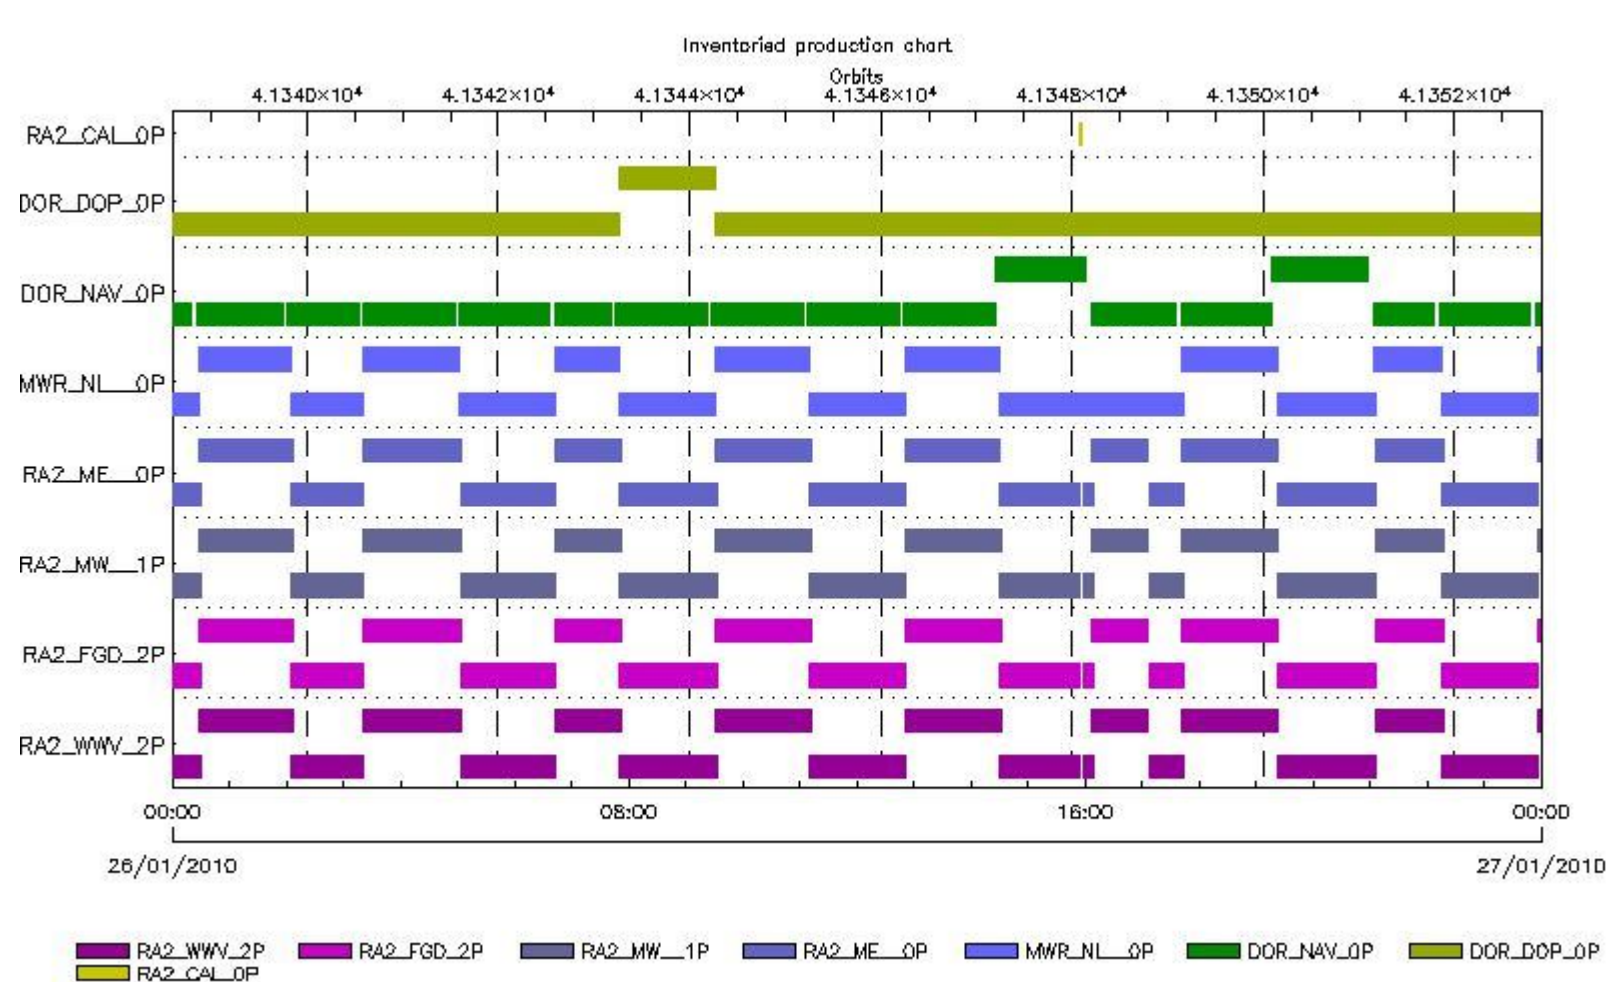 Inventoried production chart
Orbits
4.1340×10⁴ 4.1342×10⁴ 4.1344×10⁴ 4.1346×10⁴ 4.1348×10⁴ 4.1350×10⁴ 4.1352×10⁴
RA2_CAL__0P
DOR_DOP_0P
DOR_NAV_0P
MWR_NL__0P
RA2_ME__0P
RA2_MW__1P
RA2_FGD_2P
RA2_WWV_2P
00:00 08:00 16:00 00:00
26/01/2010 27/01/2010
RA2_WWV_2P RA2_FGD_2P RA2_MW__1P RA2_ME__0P MWR_NL__0P DOR_NAV_0P DOR_DOP_0P
RA2_CAL__0P